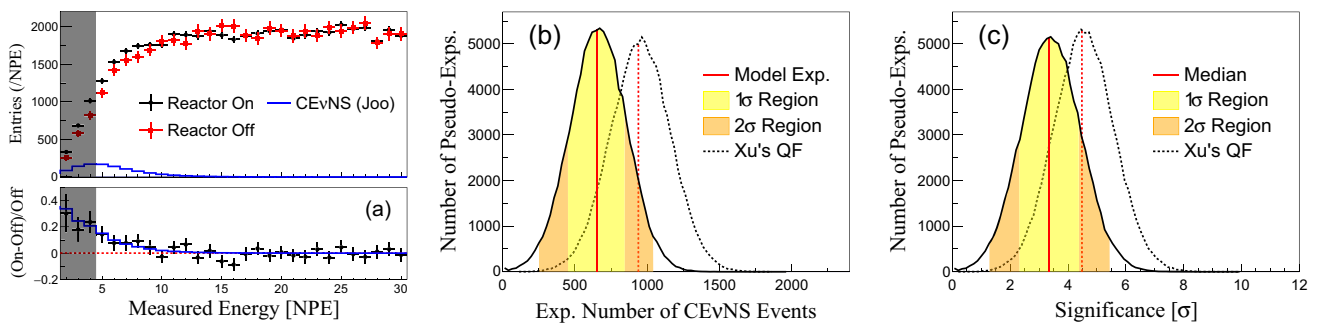 Entries (/NPE)
2000
1500
1000
500
0
Reactor On
CEνNS (Joo)
Reactor Off
(On-Off)/Off
0.4
0.2
0
−0.2
(a)
5 10 15 20 25 30
Measured Energy [NPE]
(b)
Number of Pseudo-Exps.
5000
4000
3000
2000
1000
0
Model Exp.
1σ Region
2σ Region
Xu's QF
0 500 1000 1500 2000
Exp. Number of CEνNS Events
(c)
Number of Pseudo-Exps.
5000
4000
3000
2000
1000
0
Median
1σ Region
2σ Region
Xu's QF
0 2 4 6 8 10 12
Significance [σ]